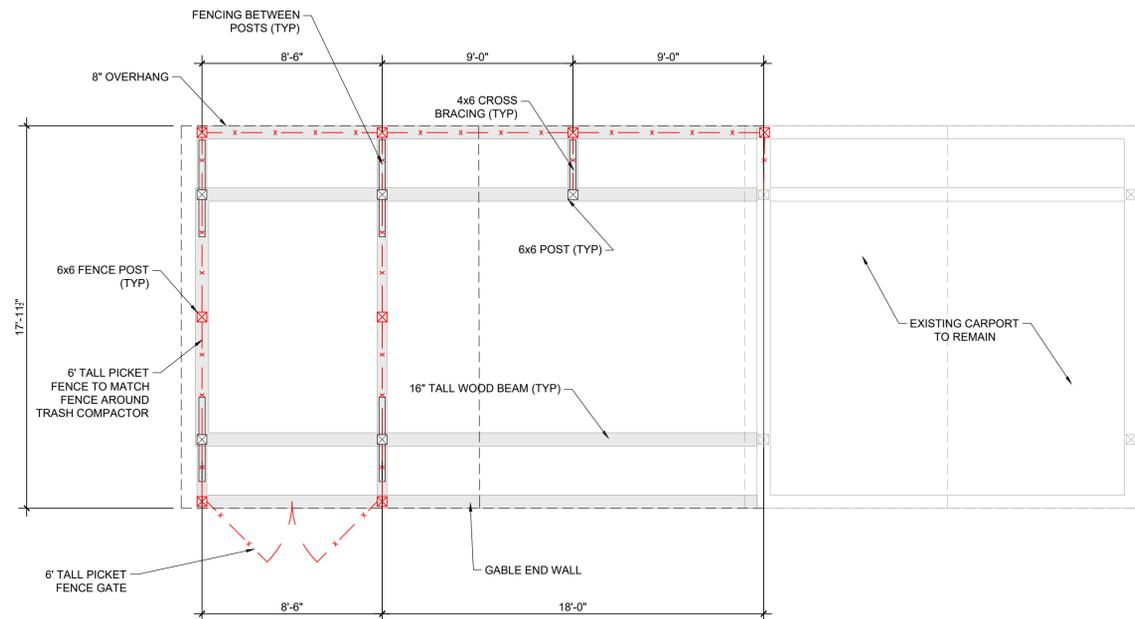 FENCING BETWEEN
POSTS (TYP)
8'-6"
9'-0"
9'-0"
8" OVERHANG
4x6 CROSS
BRACING (TYP)
6x6 POST (TYP)
6x6 FENCE POST
(TYP)
17'-11½"
EXISTING CARPORT
TO REMAIN
6' TALL PICKET
FENCE TO MATCH
FENCE AROUND
TRASH COMPACTOR
16" TALL WOOD BEAM (TYP)
6' TALL PICKET
FENCE GATE
GABLE END WALL
8'-6"
18'-0"